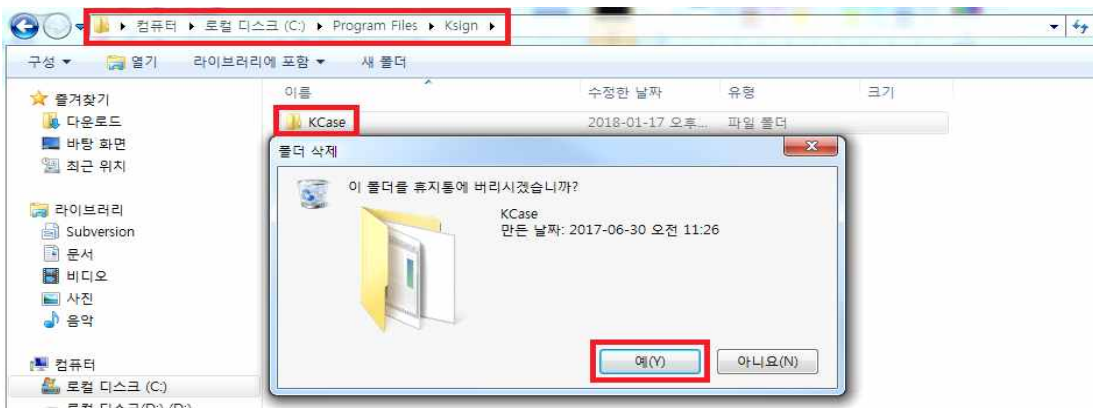 컴퓨터 ▸ 로컬 디스크 (C:) ▸ Program Files ▸ Ksign ▸
구성 열기 라이브러리에 포함 새 폴더
이름 수정한 날짜 유형 크기
즐겨찾기
다운로드
바탕 화면
최근 위치
라이브러리
Subversion
문서
비디오
사진
음악
컴퓨터
로컬 디스크 (C:)
로컬 디스크(D:) (D:)
KCase 2018-01-17 오후... 파일 폴더
폴더 삭제
이 폴더를 휴지통에 버리시겠습니까?
KCase
만든 날짜: 2017-06-30 오전 11:26
예(Y) 아니요(N)